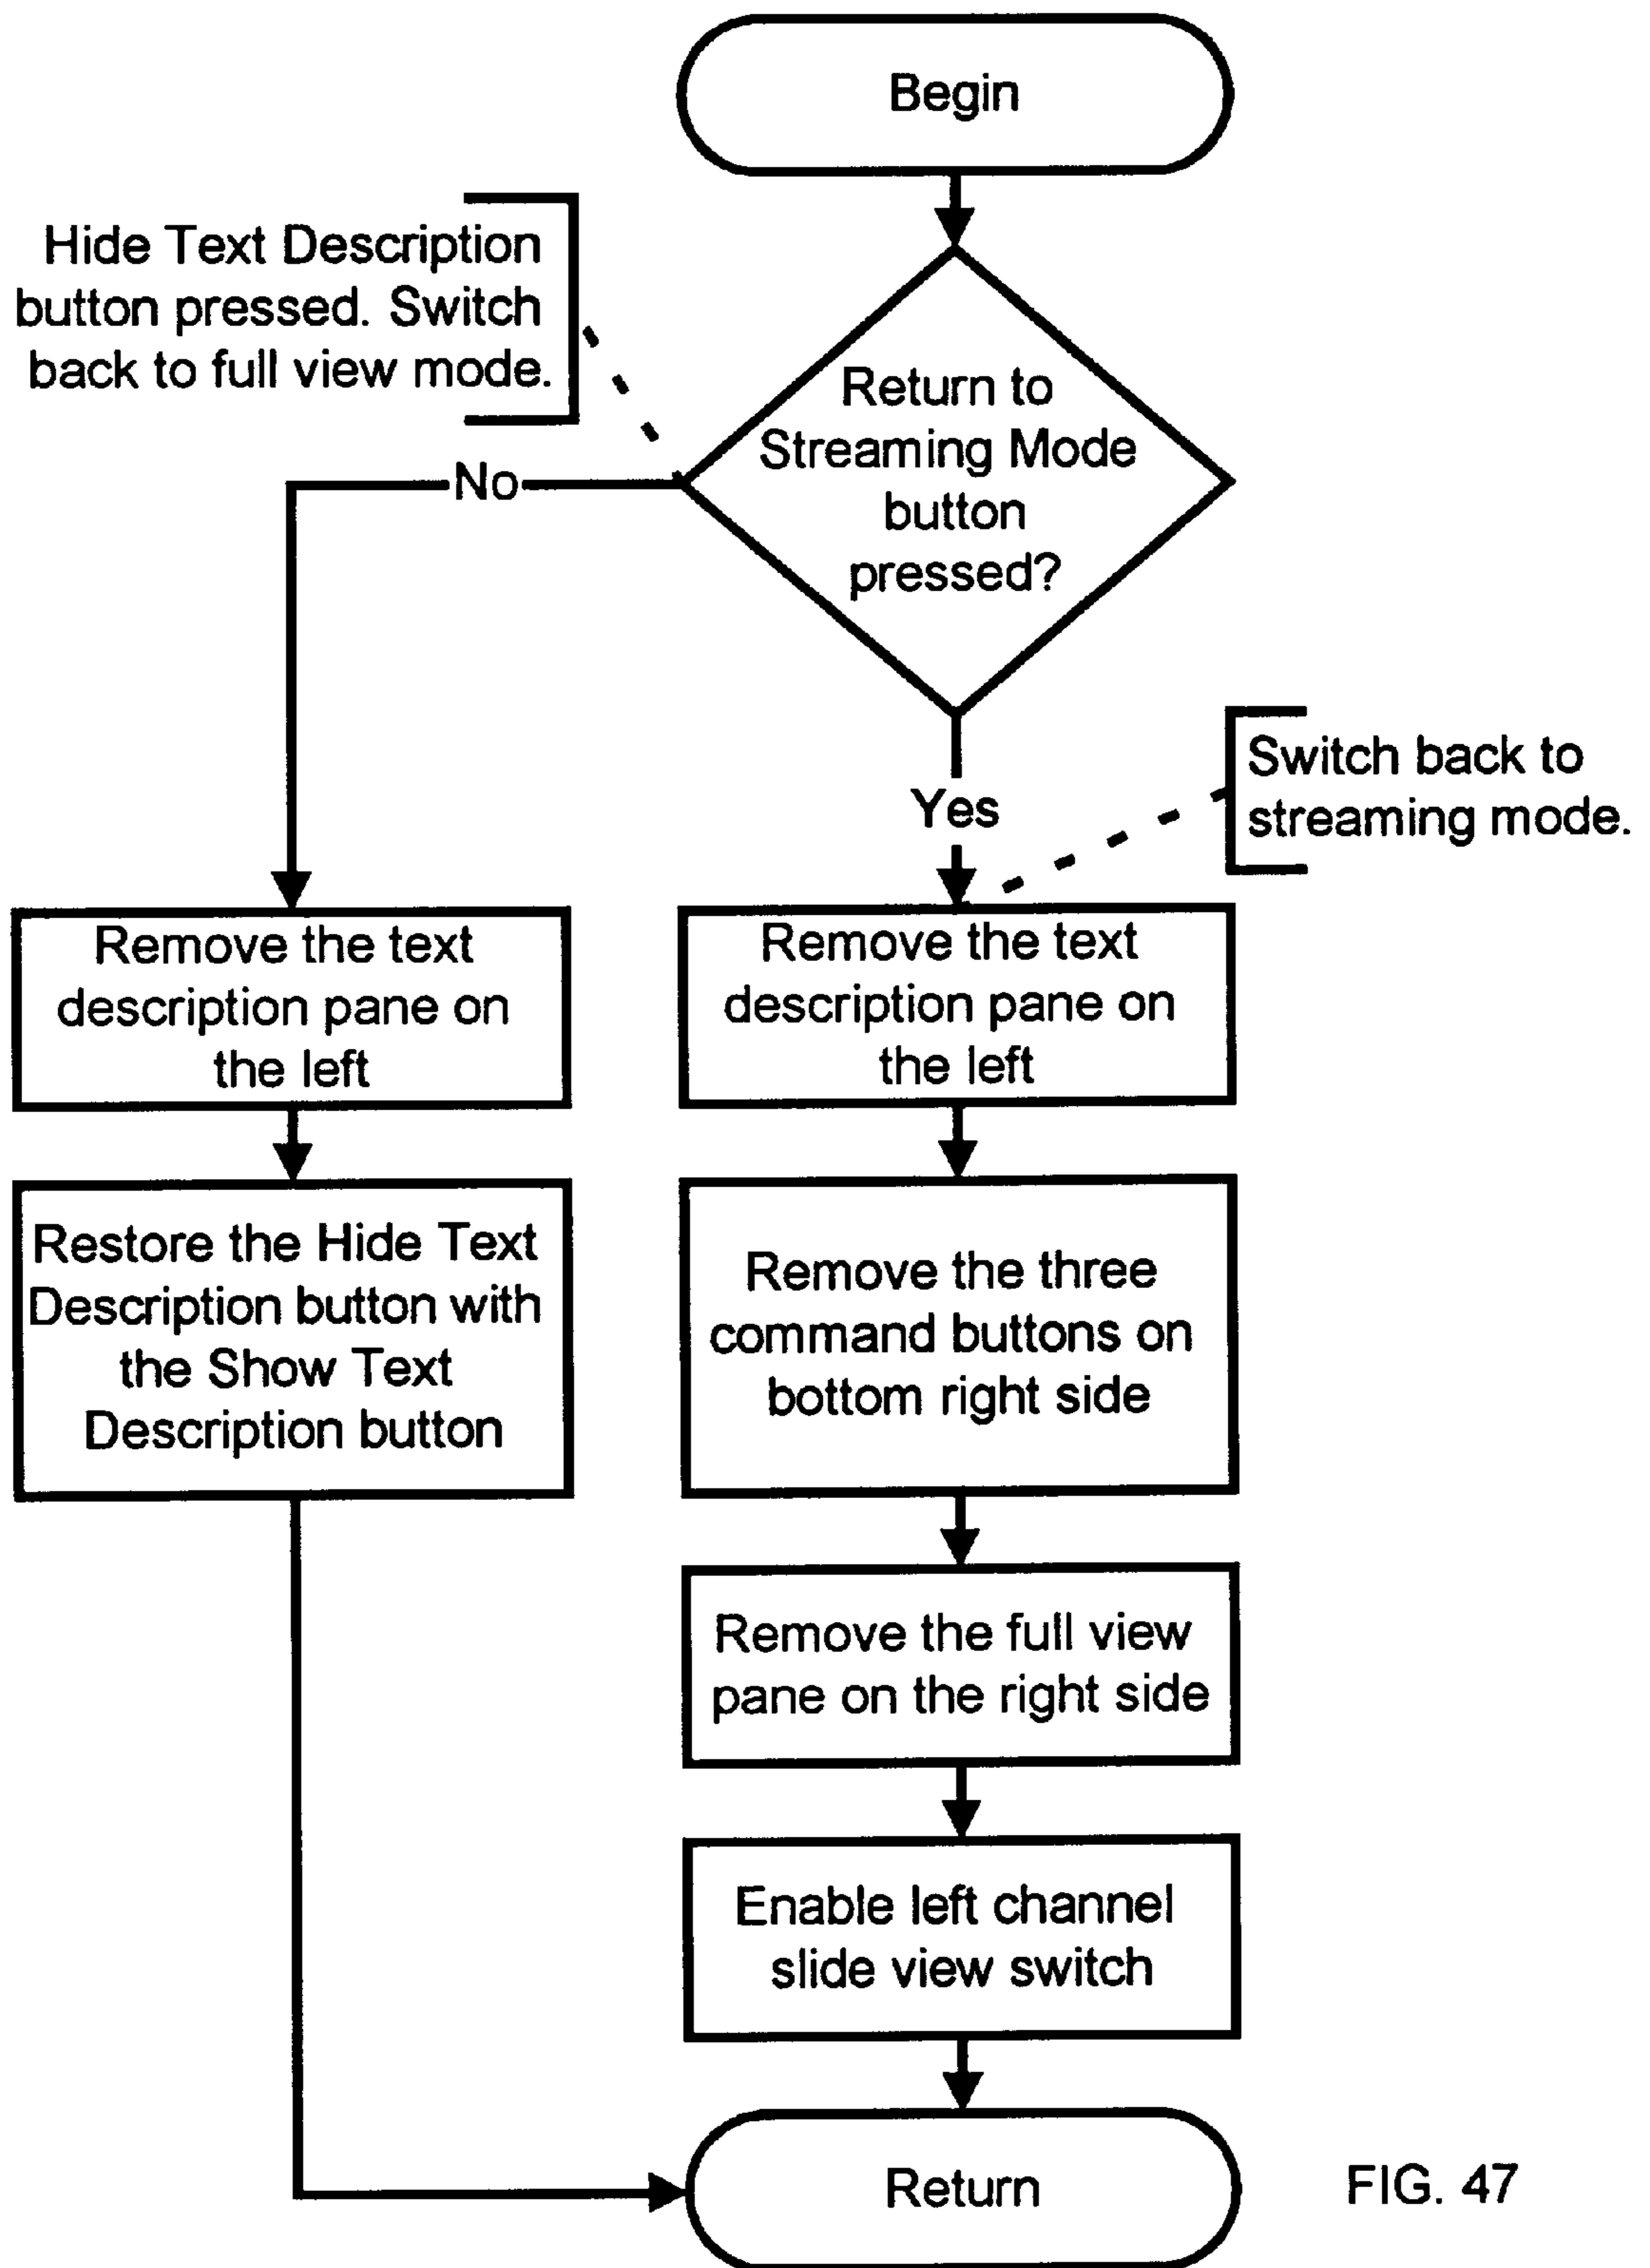 Begin
Hide Text Description
button pressed. Switch
back to full view mode.
Return to
Streaming Mode
button
pressed?
No
Yes
Switch back to
streaming mode.
Remove the text
description pane on
the left
Remove the text
description pane on
the left
Restore the Hide Text
Description button with
the Show Text
Description button
Remove the three
command buttons on
bottom right side
Remove the full view
pane on the right side
Enable left channel
slide view switch
Return
FIG. 47